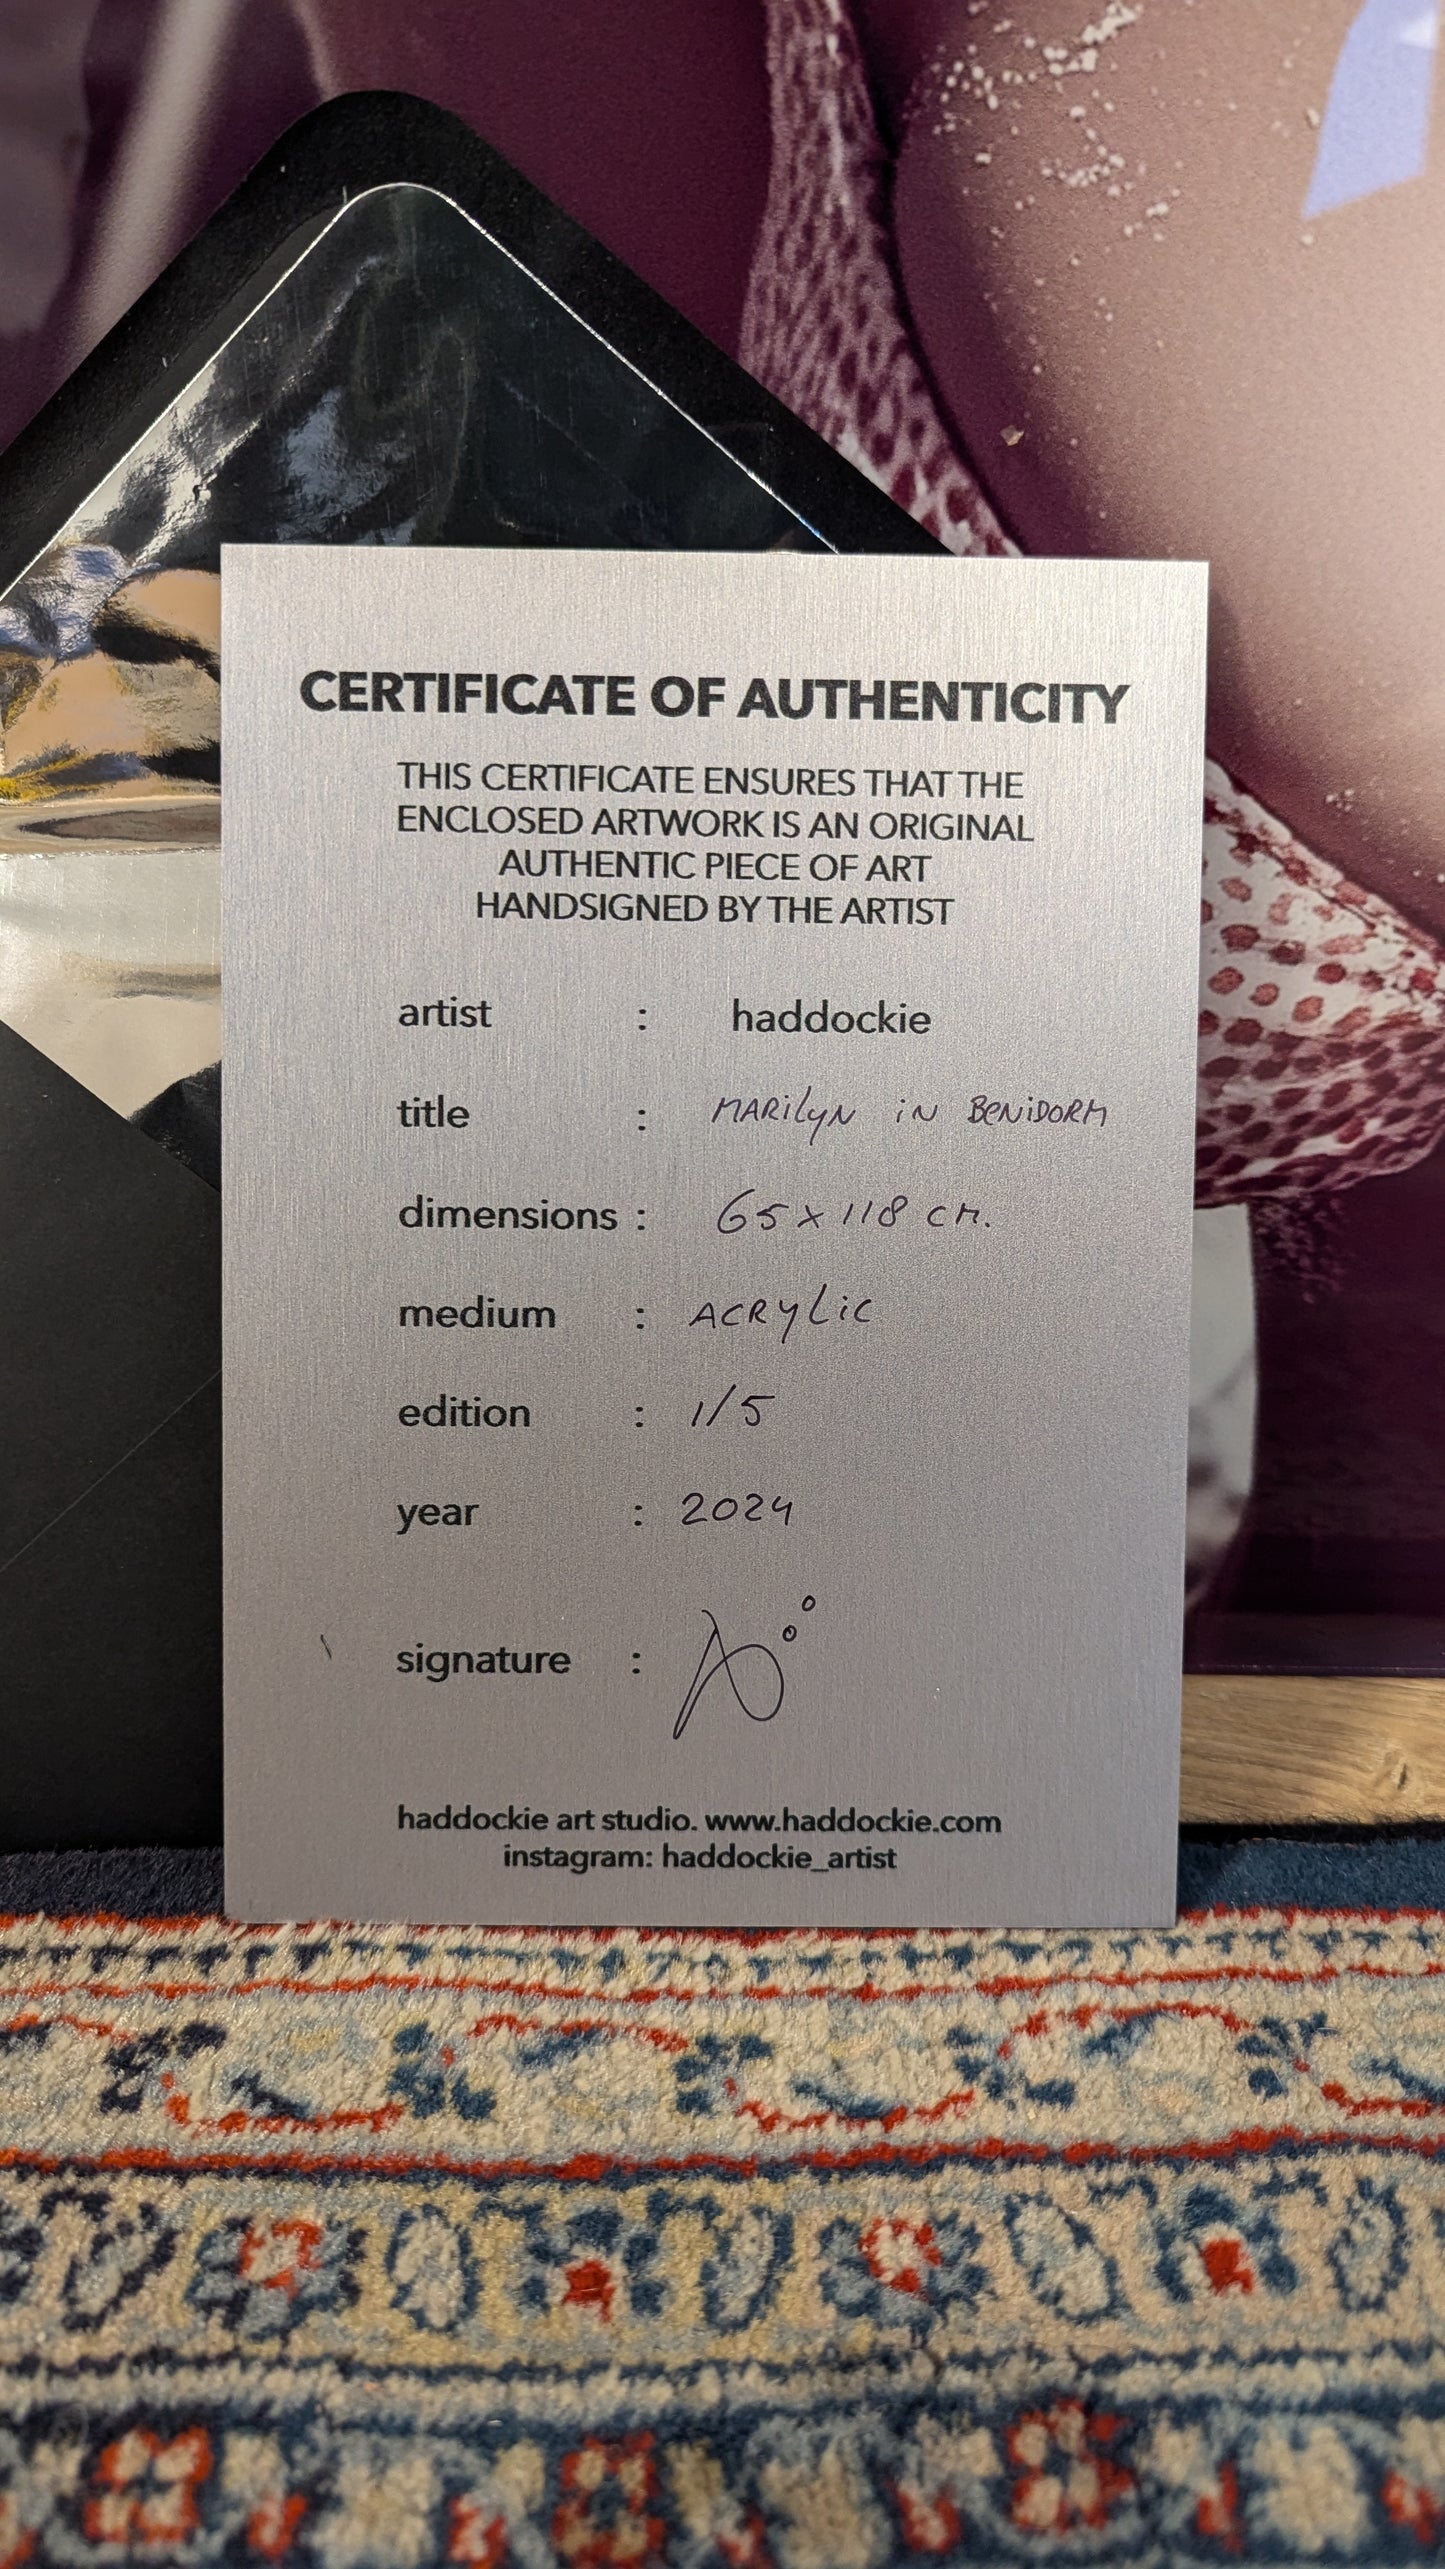 CERTIFICATE OF AUTHENTICITY
THIS CERTIFICATE ENSURES THAT THE
ENCLOSED ARTWORK IS AN ORIGINAL
AUTHENTIC PIECE OF ART
HANDSIGNED BY THE ARTIST
artist : haddockie
title : MARilyN iN BeNiDORM
dimensions : 65 x 118 cM.
medium : ACRyLiC
edition : 1/5
year : 2024
signature :
haddockie art studio. www.haddockie.com
instagram: haddockie_artist